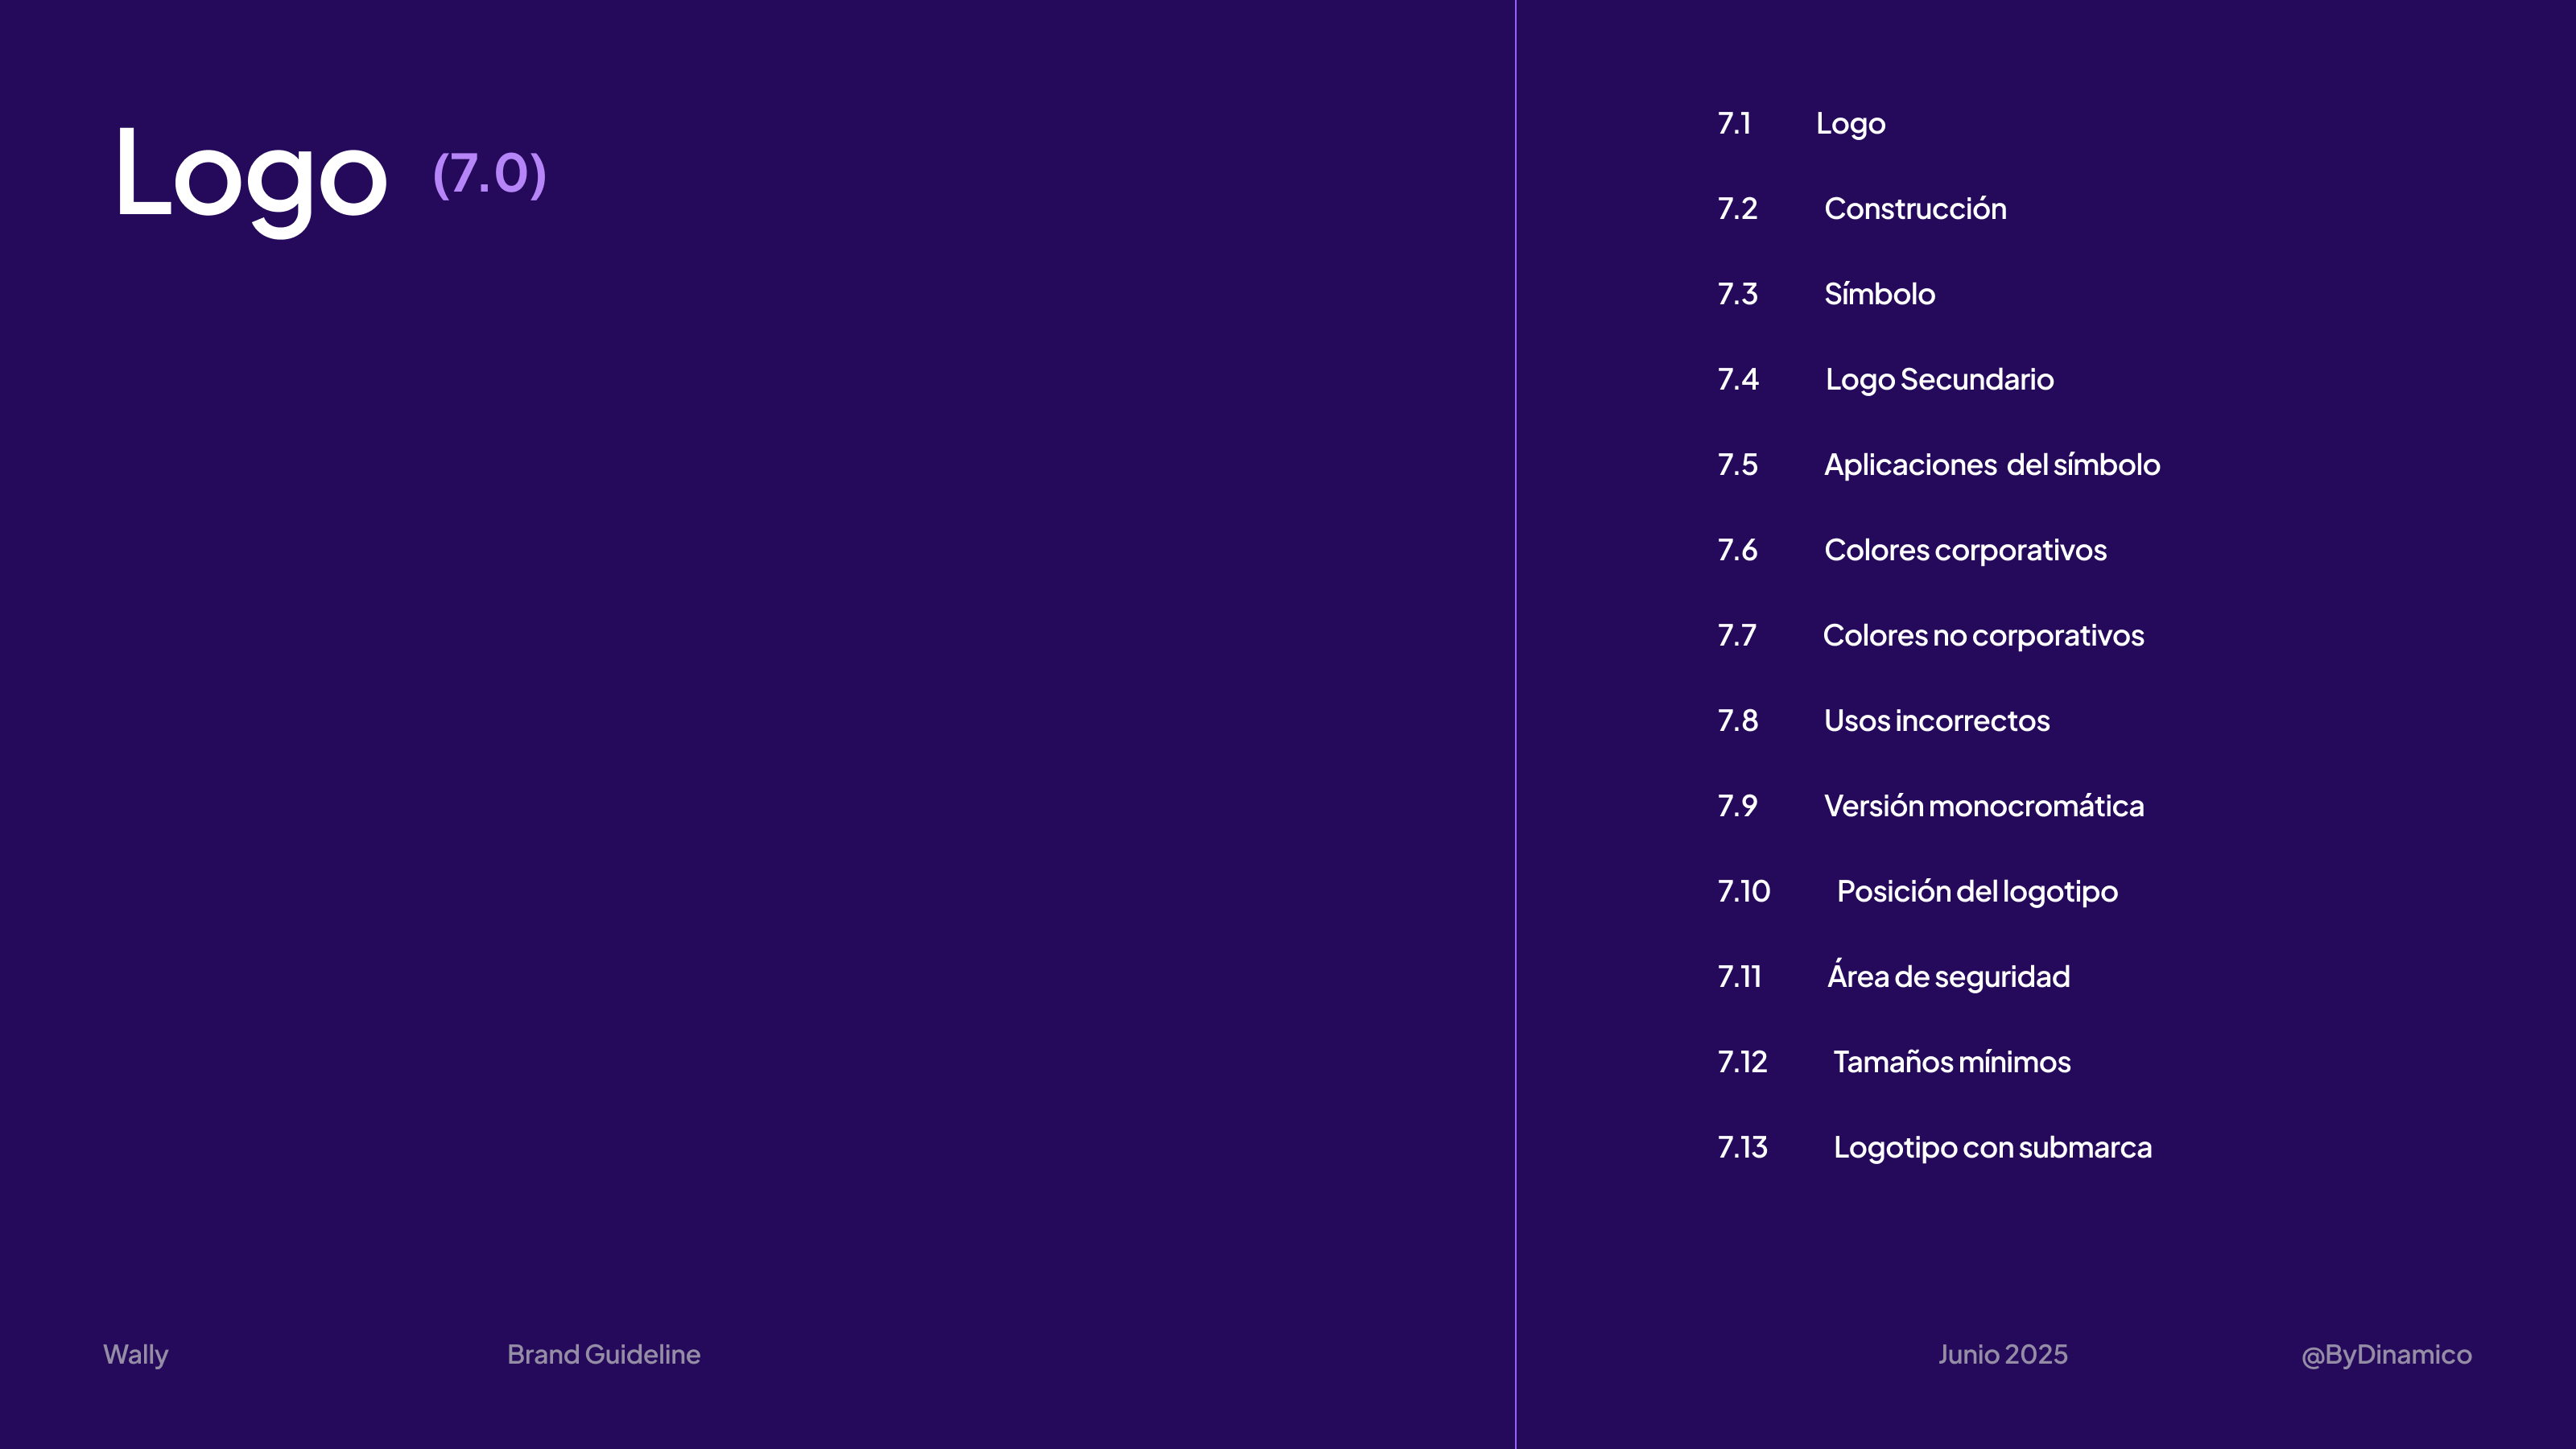 Logo (7.0)
7.1 Logo
7.2 Construcción
7.3 Símbolo
7.4 Logo Secundario
7.5 Aplicaciones del símbolo
7.6 Colores corporativos
7.7 Colores no corporativos
7.8 Usos incorrectos
7.9 Versión monocromática
7.10 Posición del logotipo
7.11 Área de seguridad
7.12 Tamaños mínimos
7.13 Logotipo con submarca
Wally Brand Guideline Junio 2025 @ByDinamico